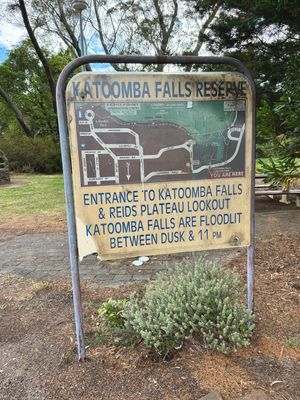 KATOOMBA FALLS RESERVE
YOU ARE HERE
ENTRANCE TO KATOOMBA FALLS
& REIDS PLATEAU LOOKOUT
KATOOMBA FALLS ARE FLOODLIT
BETWEEN DUSK & 11 PM